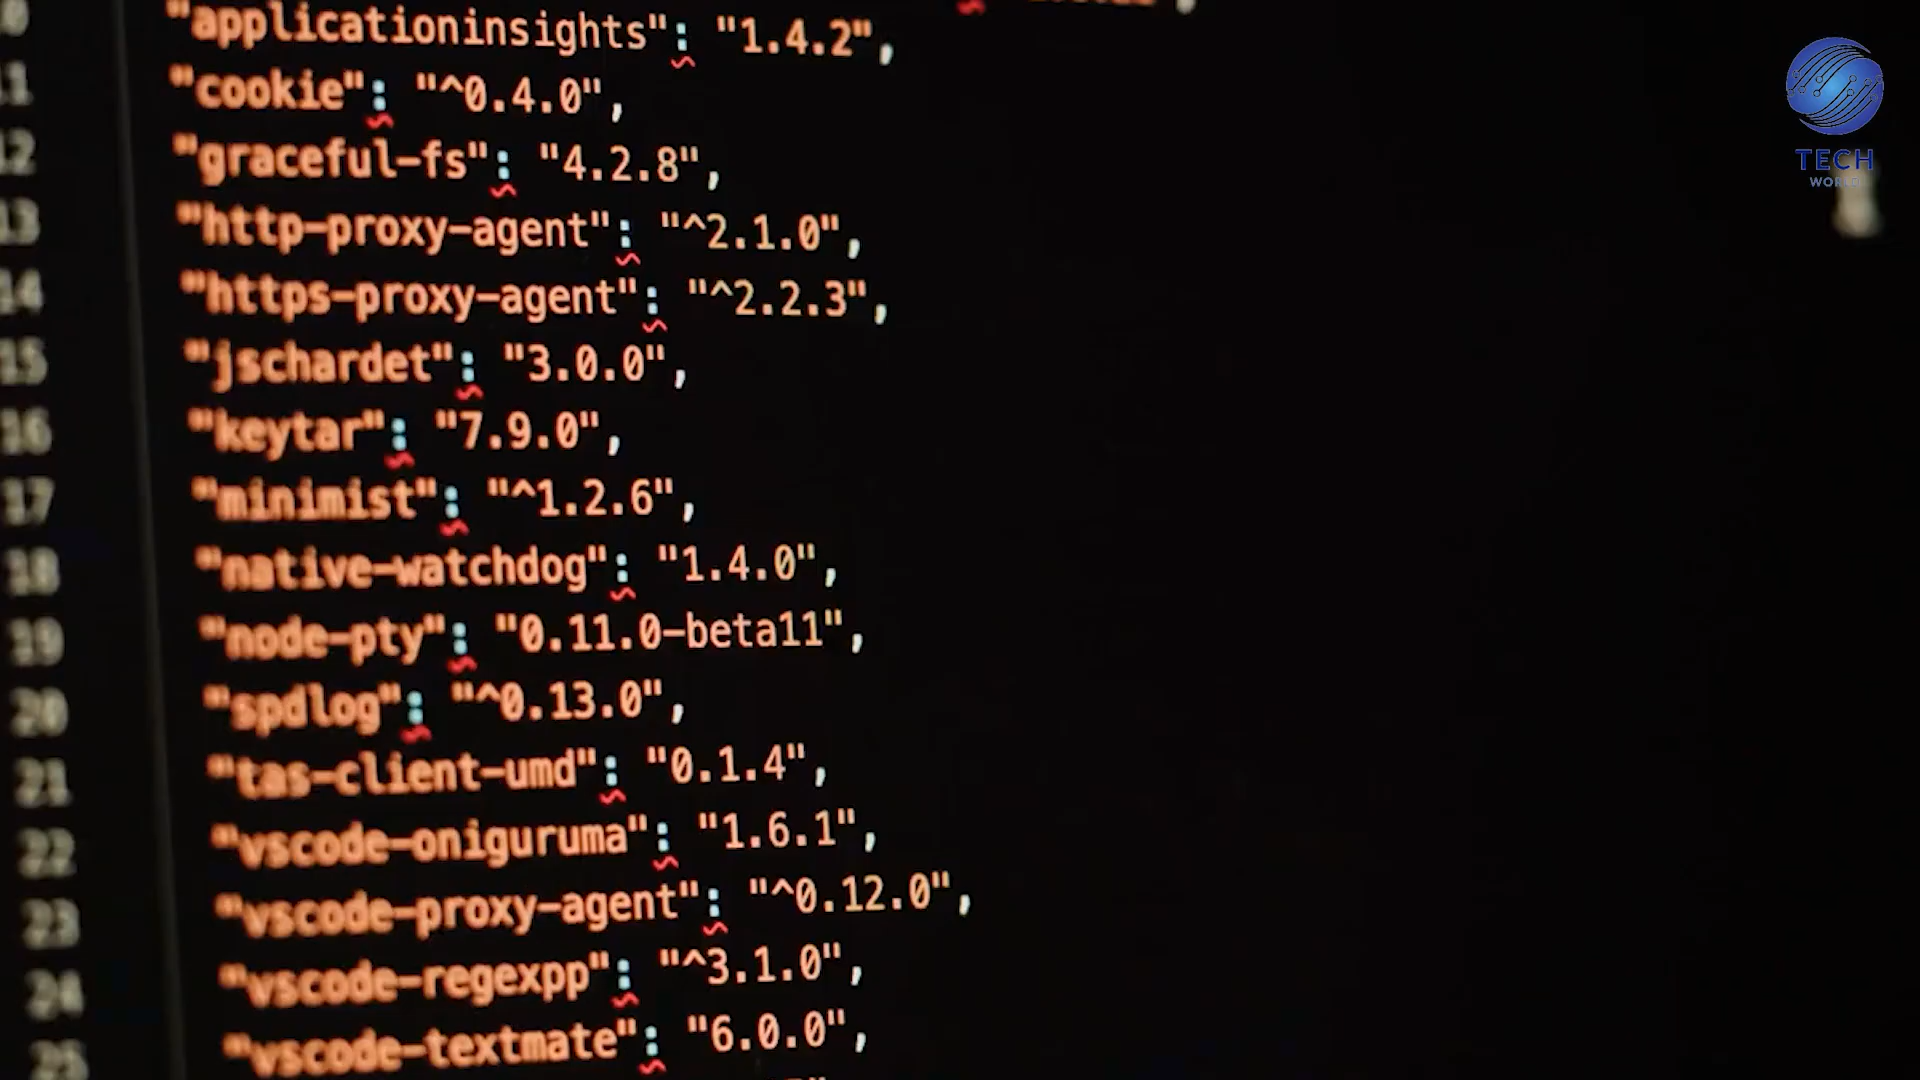 "applicationinsights": "1.4.2",
11 "cookie": "^0.4.0",
12 "graceful-fs": "4.2.8",
13 "http-proxy-agent": "^2.1.0",
14 "https-proxy-agent": "^2.2.3",
15 "jschardet": "3.0.0",
16 "keytar": "7.9.0",
17 "minimist": "^1.2.6",
18 "native-watchdog": "1.4.0",
19 "node-pty": "0.11.0-beta11",
20 "spdlog": "^0.13.0",
21 "tas-client-umd": "0.1.4",
22 "vscode-oniguruma": "1.6.1",
23 "vscode-proxy-agent": "^0.12.0",
24 "vscode-regexpp": "^3.1.0",
25 "vscode-textmate": "6.0.0",
TECH
WORLD